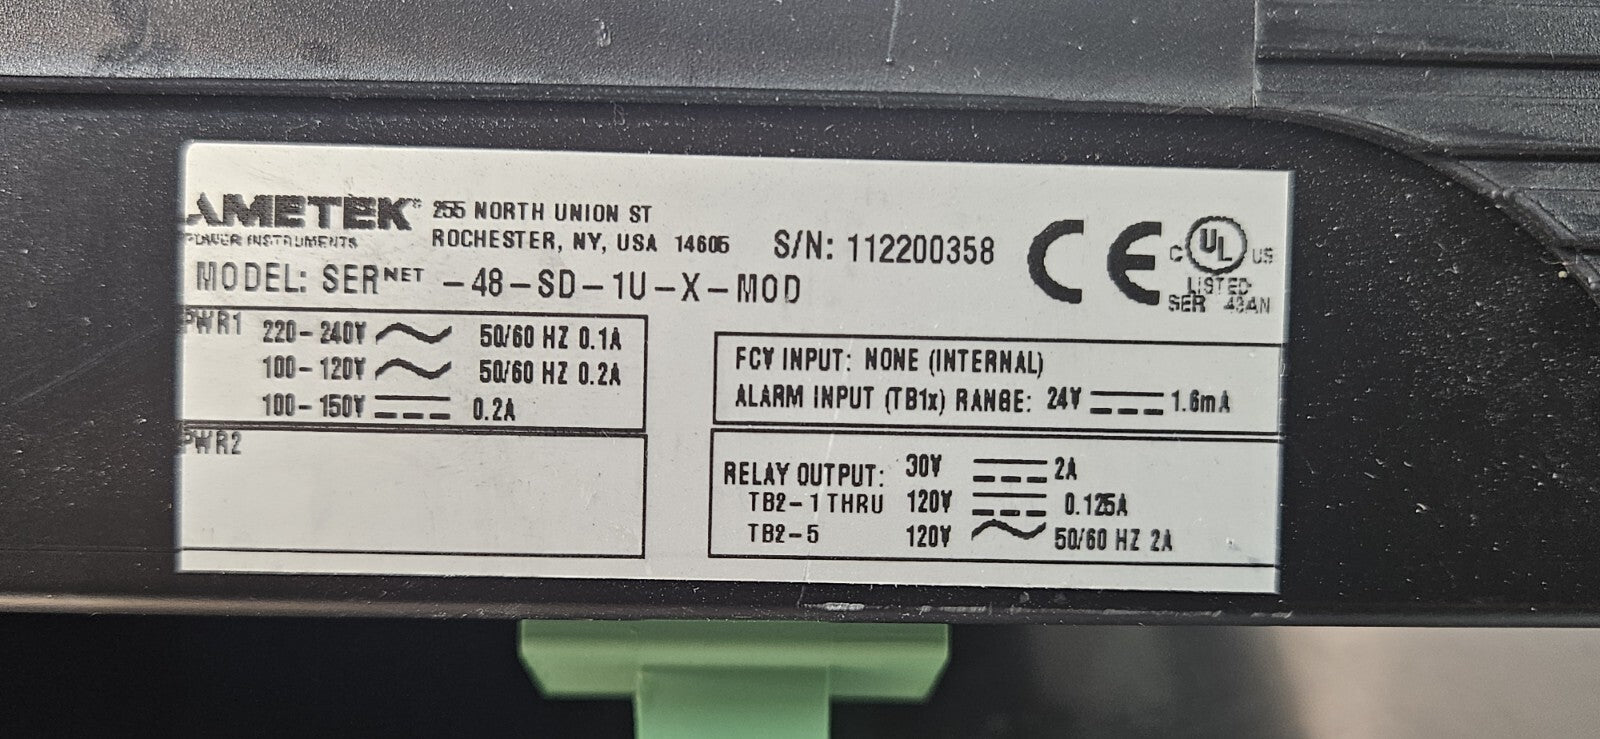 AMETEK® 255 NORTH UNION ST
POWER INSTRUMENTS ROCHESTER, NY, USA 14605 S/N: 112200358
MODEL: SERNET -48-SD-1U-X-MOD
CE
C UL US
LISTED
SER 434N
PWR1 220-240V 50/60 HZ 0.1A
100-120V 50/60 HZ 0.2A
100-150V 0.2A
PWR2
FCV INPUT: NONE (INTERNAL)
ALARM INPUT (TB1x) RANGE: 24V 1.6mA
RELAY OUTPUT: 30V 2A
TB2-1 THRU 120V 0.125A
TB2-5 120V 50/60 HZ 2A